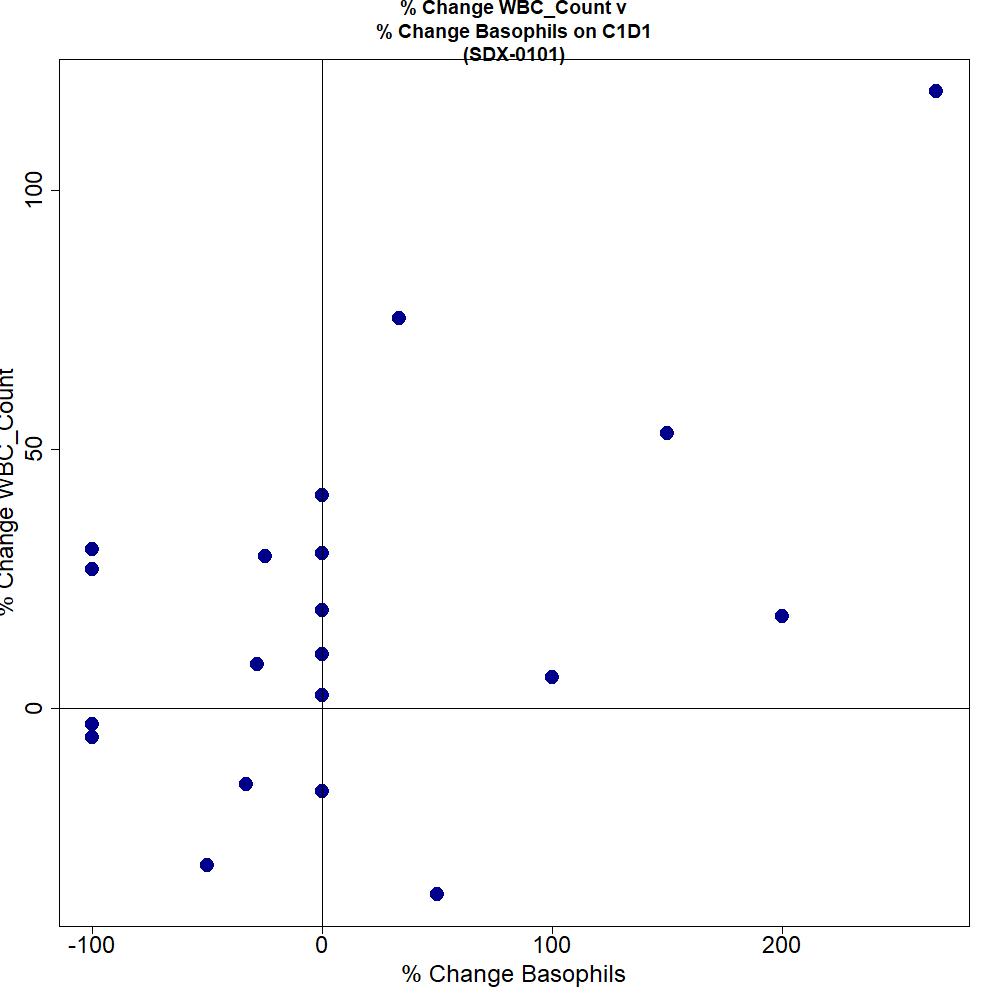 % Change WBC_Count v
% Change Basophils on C1D1
(SDX-0101)
% Change WBC_Count
100
50
0
-100
0
100
200
% Change Basophils